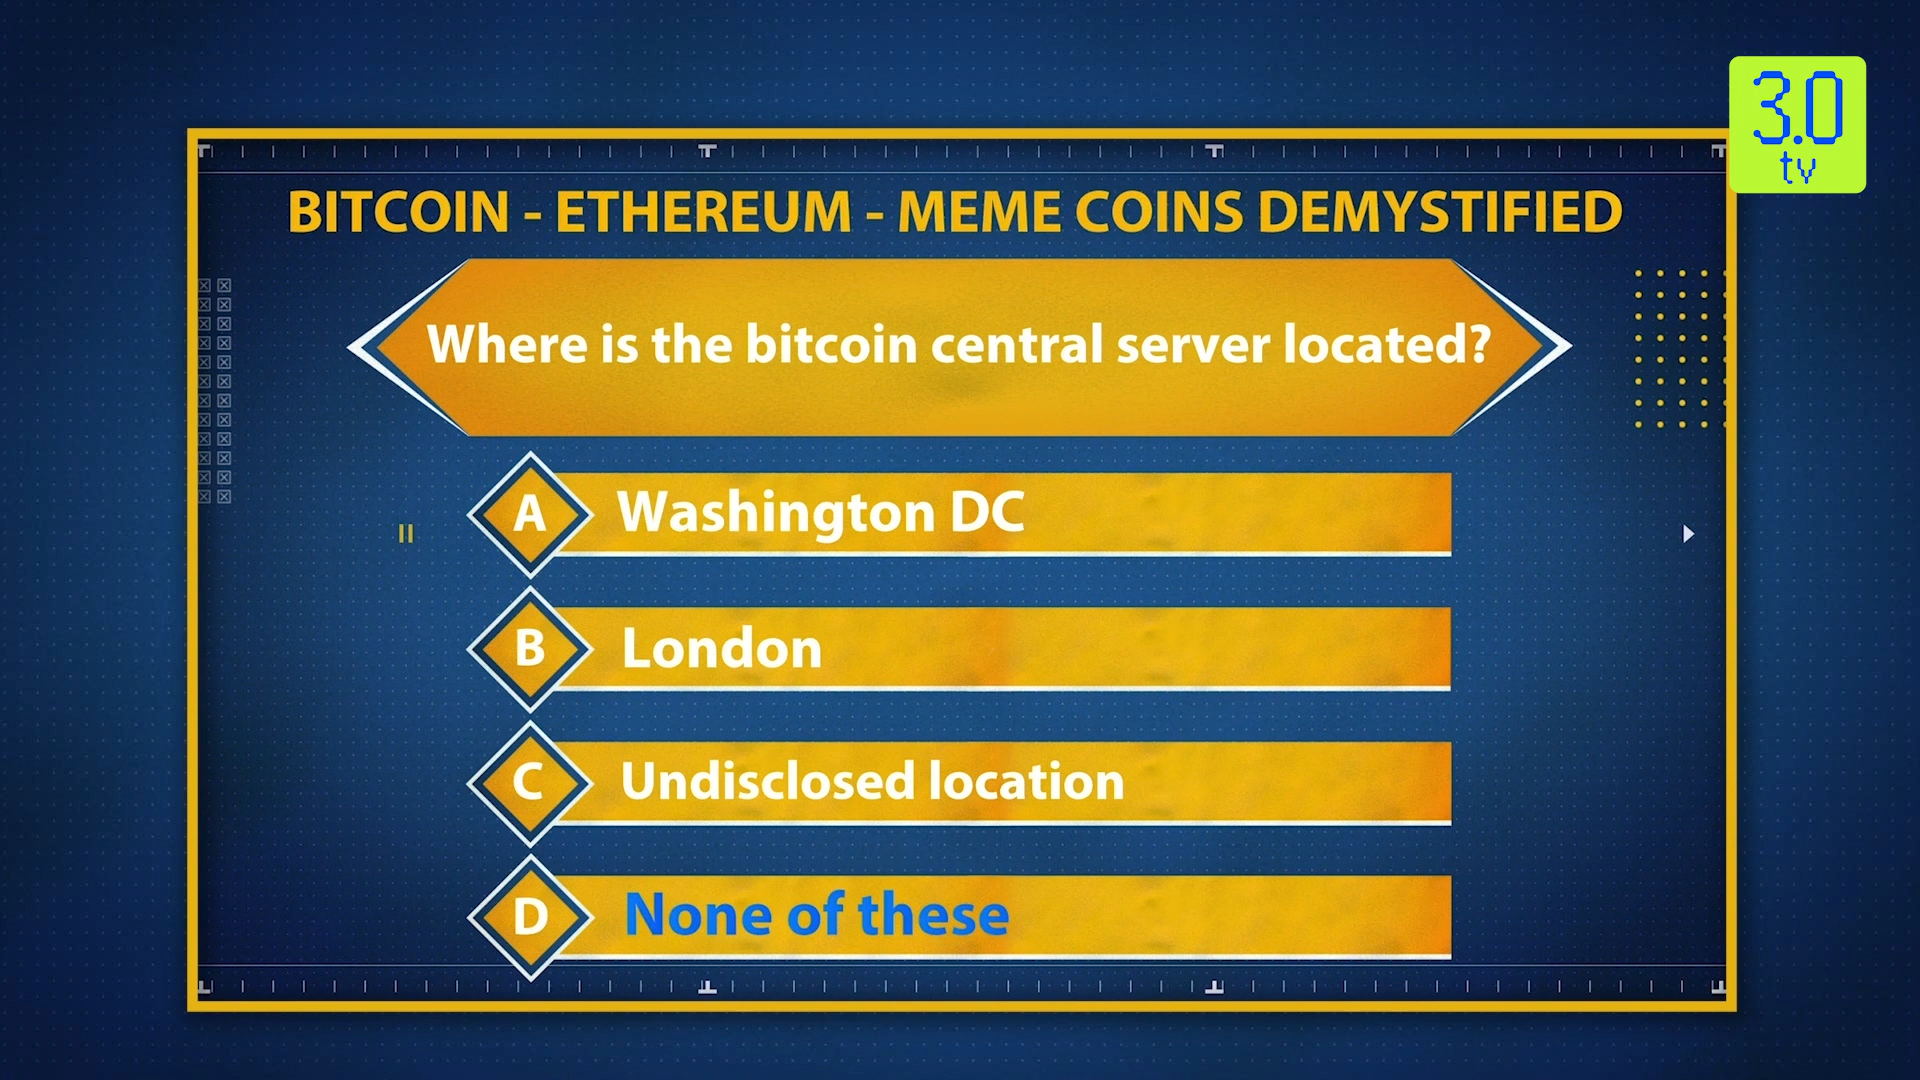 3.0
tv
BITCOIN - ETHEREUM - MEME COINS DEMYSTIFIED
Where is the bitcoin central server located?
A Washington DC
B London
C Undisclosed location
D None of these